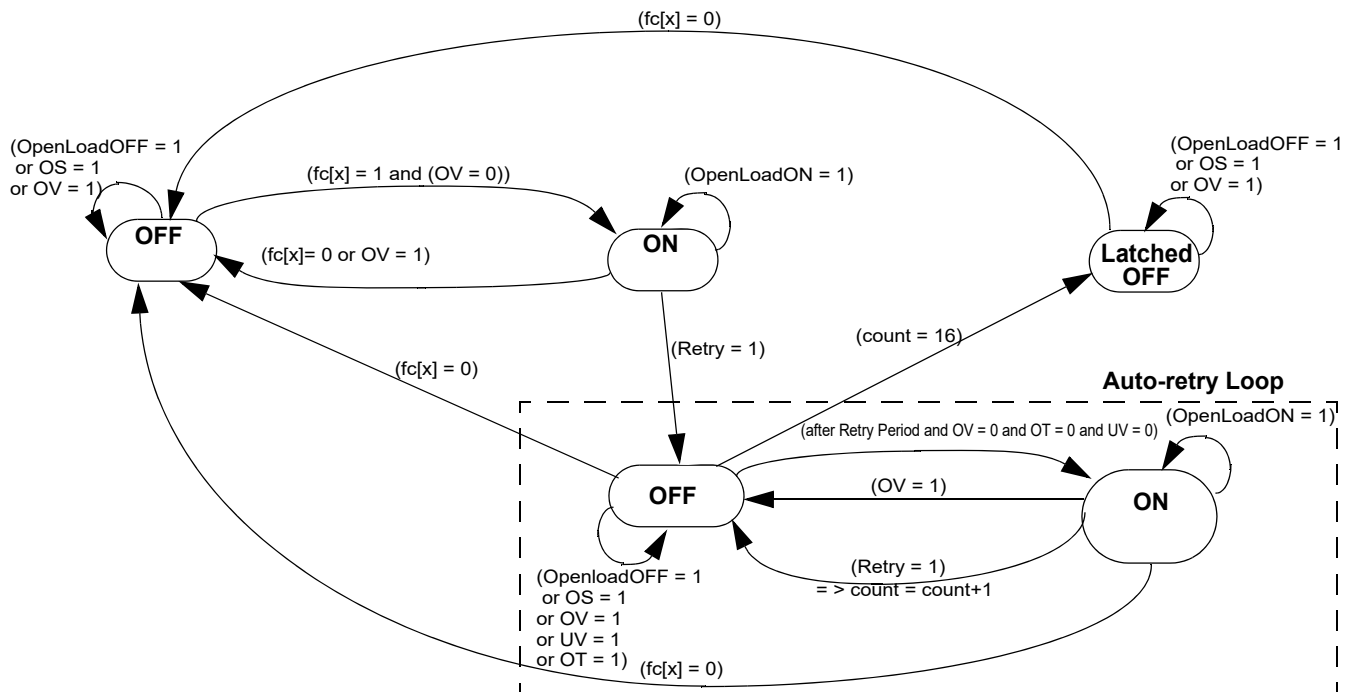 (fc[x] = 0)
(OpenLoadOFF = 1
or OS = 1
or OV = 1)
(fc[x] = 1 and (OV = 0))
(OpenLoadON = 1)
(OpenLoadOFF = 1
or OS = 1
or OV = 1)
OFF
ON
(fc[x]= 0 or OV = 1)
Latched
OFF
(Retry = 1)
(count = 16)
(fc[x] = 0)
Auto-retry Loop
(OpenLoadON = 1)
(after Retry Period and OV = 0 and OT = 0 and UV = 0)
OFF
(OV = 1)
ON
(Retry = 1)
= > count = count+1
(OpenloadOFF = 1
or OS = 1
or OV = 1
or UV = 1
or OT = 1)
(fc[x] = 0)